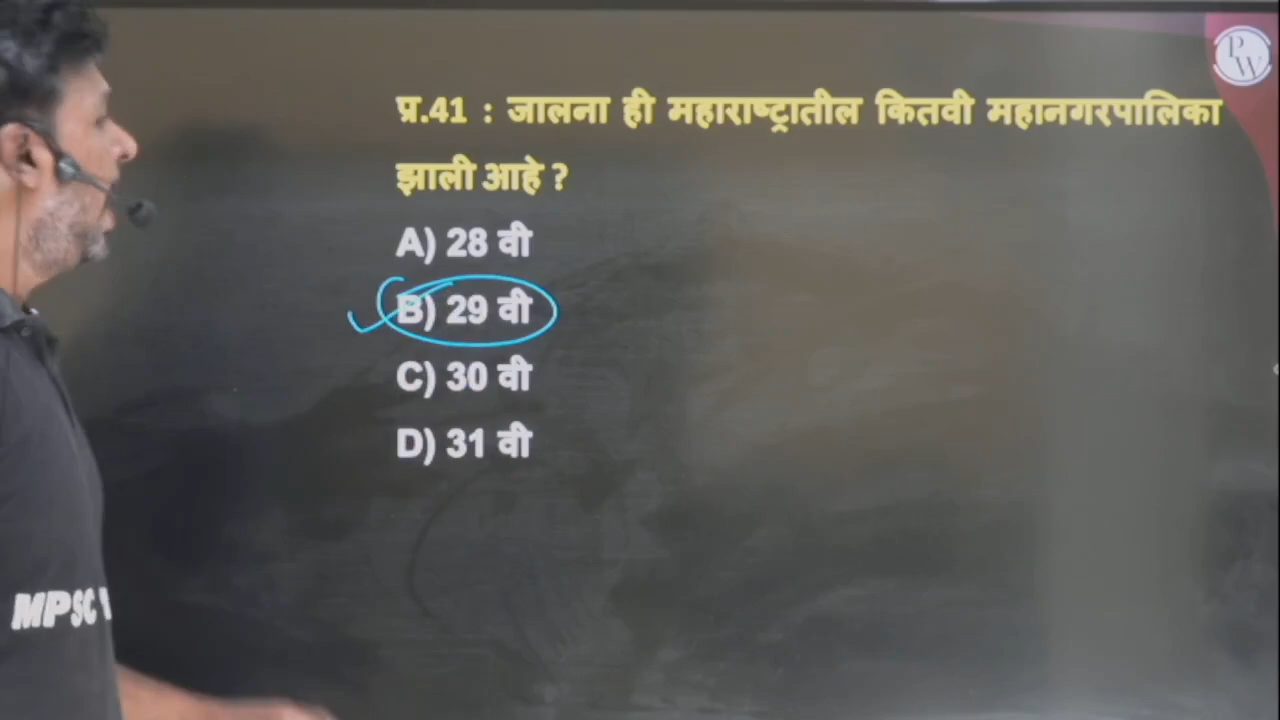 PW
प्र.41 : जालना ही महाराष्ट्रातील कितवी महानगरपालिका
झाली आहे ?
A) 28 वी
B) 29 वी
C) 30 वी
D) 31 वी
MPSC